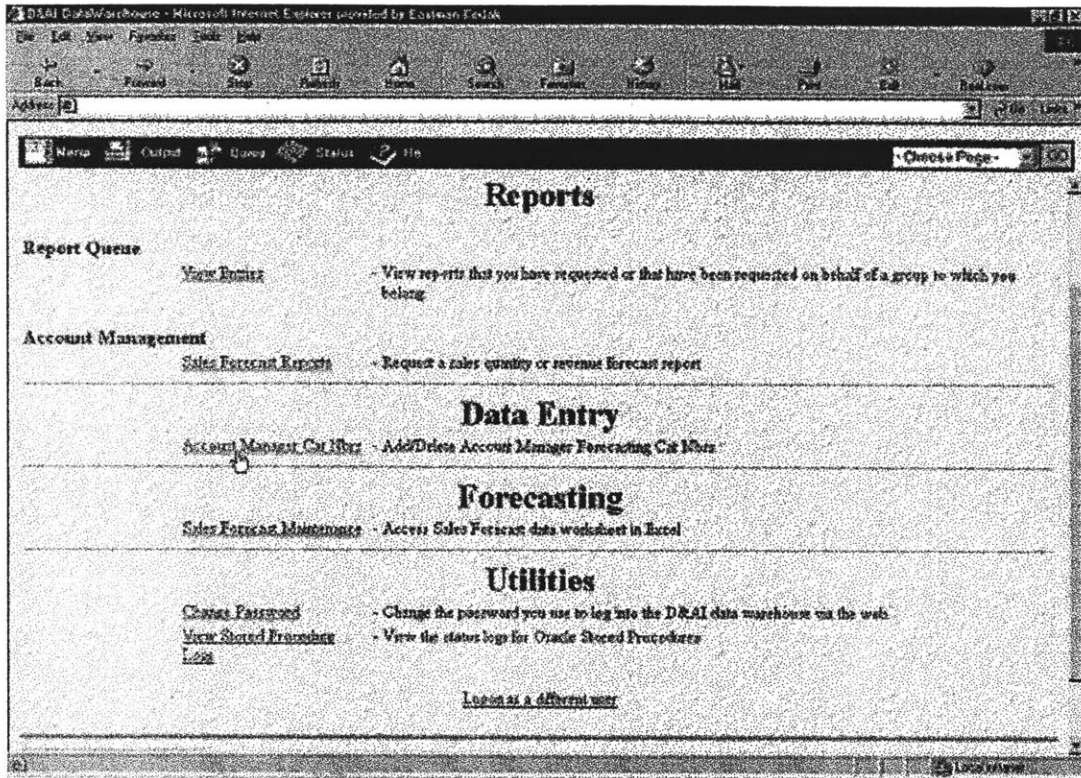 D&AI DataWarehouse - Microsoft Internet Explorer provided by Eastman Kodak
File Edit View Favorites Tools Help
Back Forward Stop Refresh Home Search Favorites History Mail Print Edit
Address Go Links
Menu Output Queue Status - Choose Page - GO
Reports
Report Queue
View Entries - View reports that you have requested or that have been requested on behalf of a group to which you
belong
Account Management
Sales Forecast Reports - Request a sales quantity or revenue forecast report
Data Entry
Account Manager Cat Nbrs - Add/Delete Account Manager Forecasting Cat Nbrs
Forecasting
Sales Forecast Maintenance - Access Sales Forecast data worksheet in Excel
Utilities
Change Password - Change the password you use to log into the D&AI data warehouse via the web.
View Stored Procedure - View the status logs for Oracle Stored Procedures
Logs
Logon as a different user
Local intranet